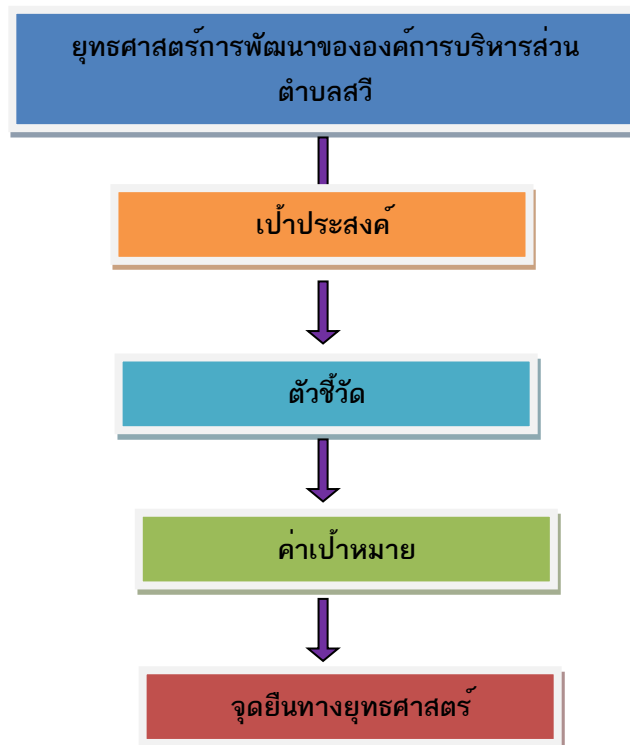 ยุทธศาสตร์การพัฒนาขององค์การบริหารส่วน
ตำบลสวี
เป้าประสงค์
ตัวชี้วัด
ค่าเป้าหมาย
จุดยืนทางยุทธศาสตร์